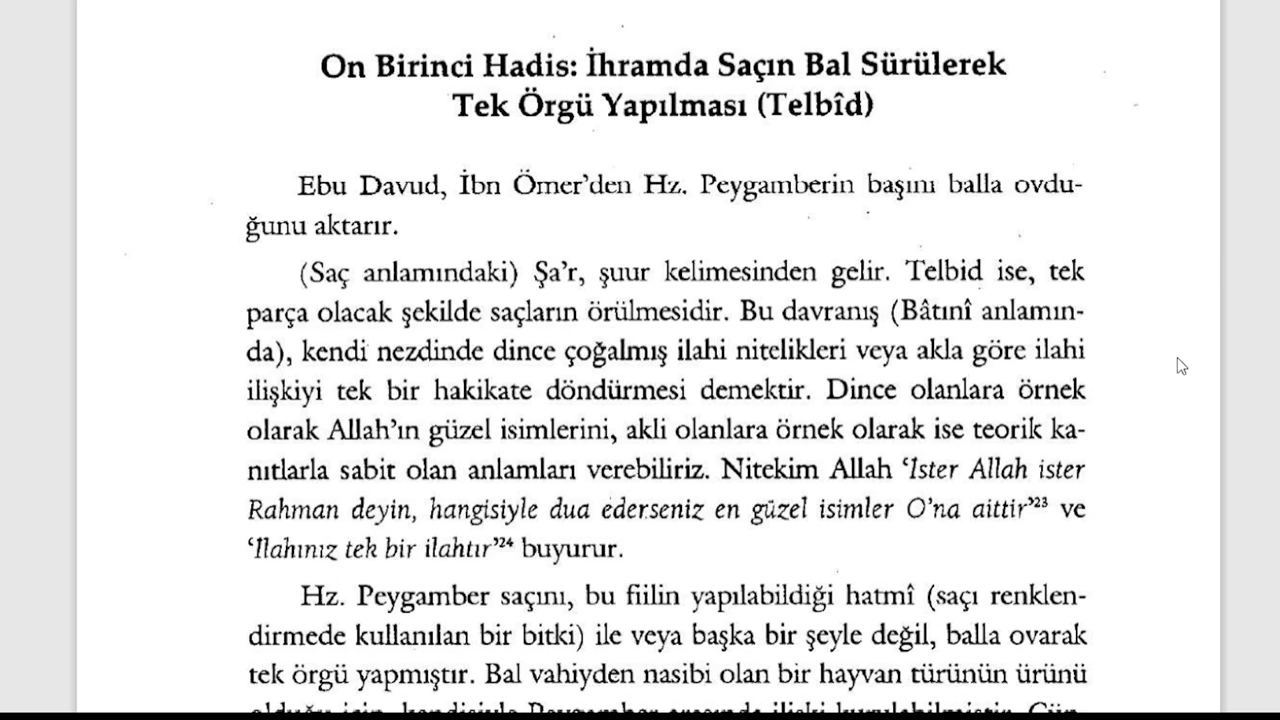 On Birinci Hadis: İhramda Saçın Bal Sürülerek
Tek Örgü Yapılması (Telbîd)
Ebu Davud, İbn Ömer'den Hz. Peygamberin başını balla ovdu-
ğunu aktarır.
(Saç anlamındaki) Şa'r, şuur kelimesinden gelir. Telbid ise, tek
parça olacak şekilde saçların örülmesidir. Bu davranış (Bâtınî anlamın-
da), kendi nezdinde dince çoğalmış ilahi nitelikleri veya akla göre ilahi
ilişkiyi tek bir hakikate döndürmesi demektir. Dince olanlara örnek
olarak Allah'ın güzel isimlerini, akli olanlara örnek olarak ise teorik ka-
nıtlarla sabit olan anlamları verebiliriz. Nitekim Allah 'İster Allah ister
Rahman deyin, hangisiyle dua ederseniz en güzel isimler O'na aittir'²³ ve
'İlahınız tek bir ilahtır'²⁴ buyurur.
Hz. Peygamber saçını, bu fiilin yapılabildiği hatmî (saçı renklen-
dirmede kullanılan bir bitki) ile veya başka bir şeyle değil, balla ovarak
tek örgü yapmıştır. Bal vahiyden nasibi olan bir hayvan türünün ürünü